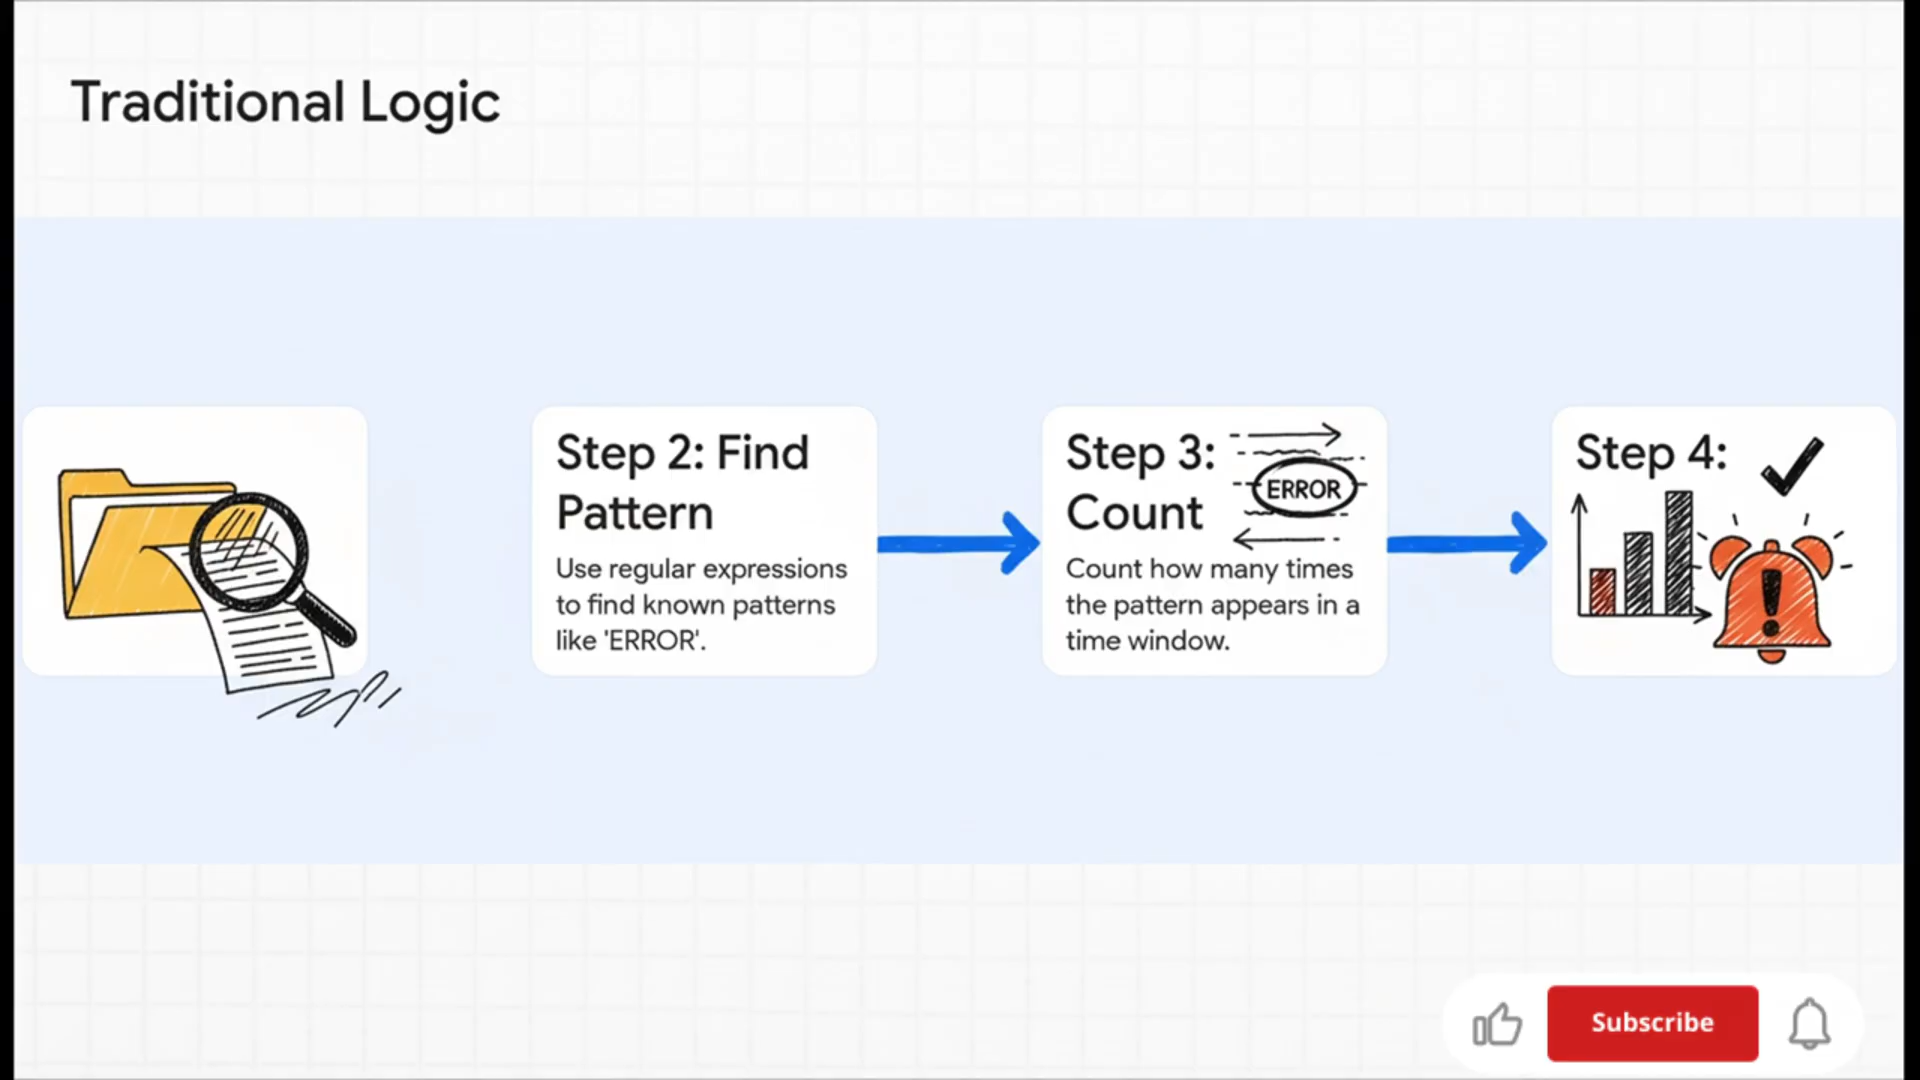 Traditional Logic
Step 2: Find
Pattern
Use regular expressions
to find known patterns
like 'ERROR'.
Step 3:
Count
ERROR
Count how many times
the pattern appears in a
time window.
Step 4:
Subscribe